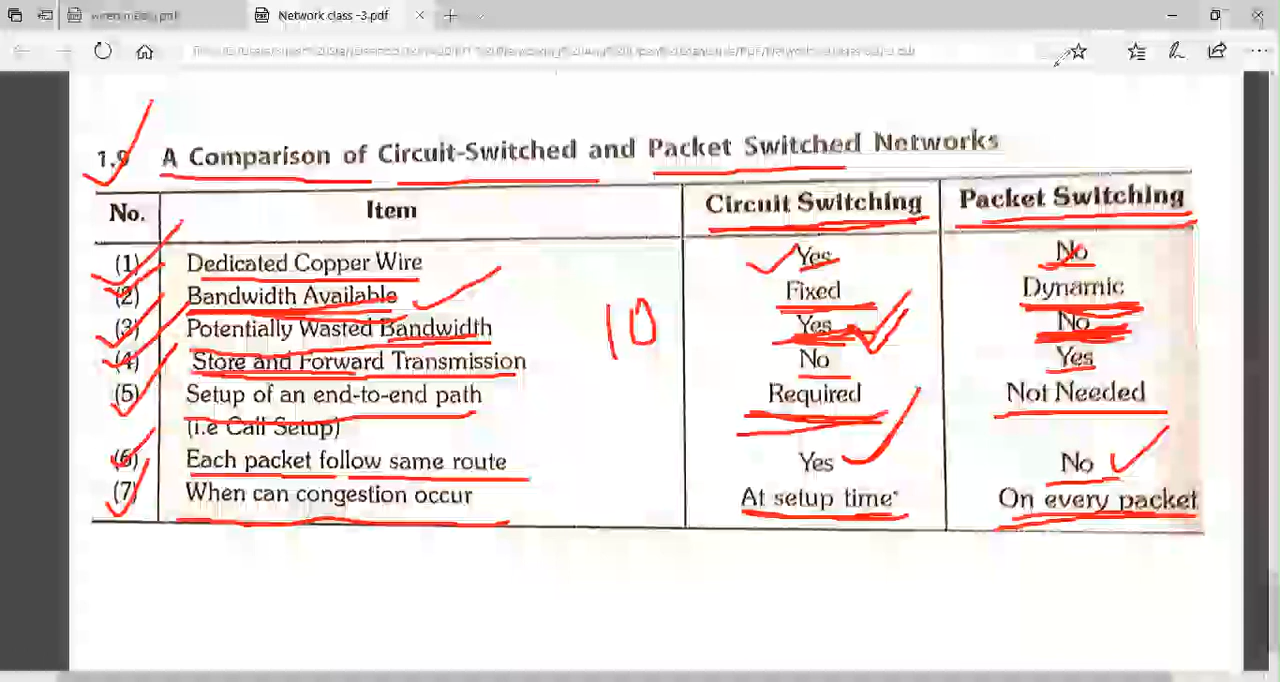 Network class -3.pdf
1.9 A Comparison of Circuit-Switched and Packet Switched Networks
No. Item Circuit Switching Packet Switching
(1) Dedicated Copper Wire Yes No
(2) Bandwidth Available Fixed Dynamic
(3) Potentially Wasted Bandwidth Yes No
10
(4) Store and Forward Transmission No Yes
(5) Setup of an end-to-end path Required Not Needed
(i.e Call Setup)
(6) Each packet follow same route Yes No
(7) When can congestion occur At setup time On every packet